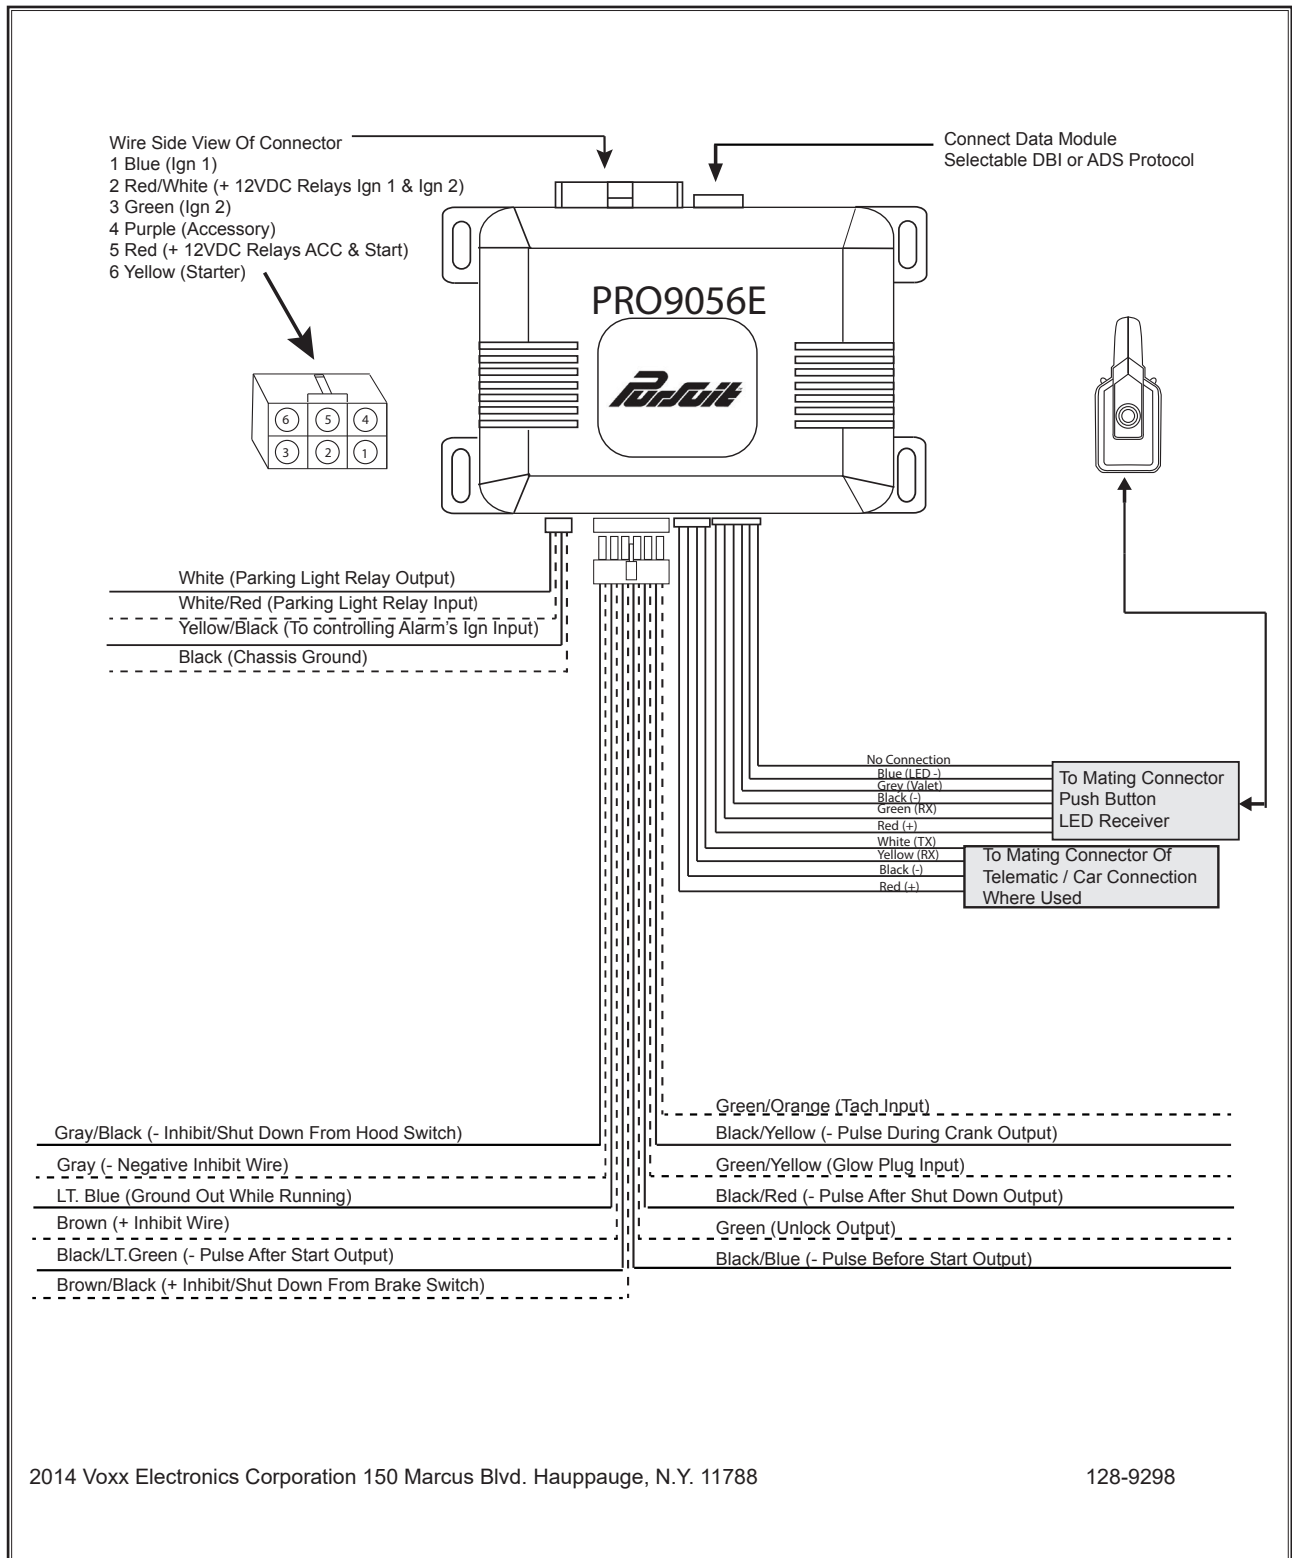 Wire Side View Of Connector
1 Blue (Ign 1)
2 Red/White (+ 12VDC Relays Ign 1 & Ign 2)
3 Green (Ign 2)
4 Purple (Accessory)
5 Red (+ 12VDC Relays ACC & Start)
6 Yellow (Starter)
Connect Data Module
Selectable DBI or ADS Protocol
PRO9056E
Pursuit
6 5 4
3 2 1
White (Parking Light Relay Output)
White/Red (Parking Light Relay Input)
Yellow/Black (To controlling Alarm's Ign Input)
Black (Chassis Ground)
No Connection
Blue (LED -)
Grey (Valet)
Black (-)
Green (RX)
Red (+)
To Mating Connector
Push Button
LED Receiver
White (TX)
Yellow (RX)
Black (-)
Red (+)
To Mating Connector Of
Telematic / Car Connection
Where Used
Gray/Black (- Inhibit/Shut Down From Hood Switch)
Gray (- Negative Inhibit Wire)
LT. Blue (Ground Out While Running)
Brown (+ Inhibit Wire)
Black/LT.Green (- Pulse After Start Output)
Brown/Black (+ Inhibit/Shut Down From Brake Switch)
Green/Orange (Tach Input)
Black/Yellow (- Pulse During Crank Output)
Green/Yellow (Glow Plug Input)
Black/Red (- Pulse After Shut Down Output)
Green (Unlock Output)
Black/Blue (- Pulse Before Start Output)
2014 Voxx Electronics Corporation 150 Marcus Blvd. Hauppauge, N.Y. 11788
128-9298